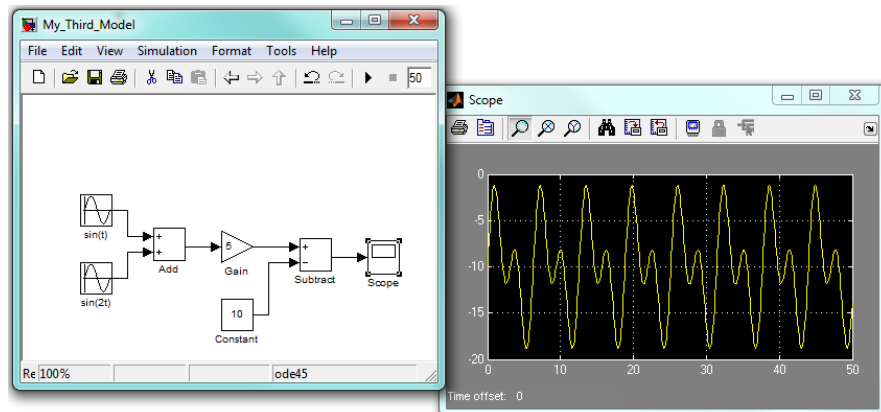 My_Third_Model
File Edit View Simulation Format Tools Help
50
sin(t)
+
+
Add
sin(2t)
5
Gain
10
Constant
+
−
Subtract
Scope
Re 100%
ode45
Scope
0
-5
-10
-15
-20
0 10 20 30 40 50
Time offset: 0